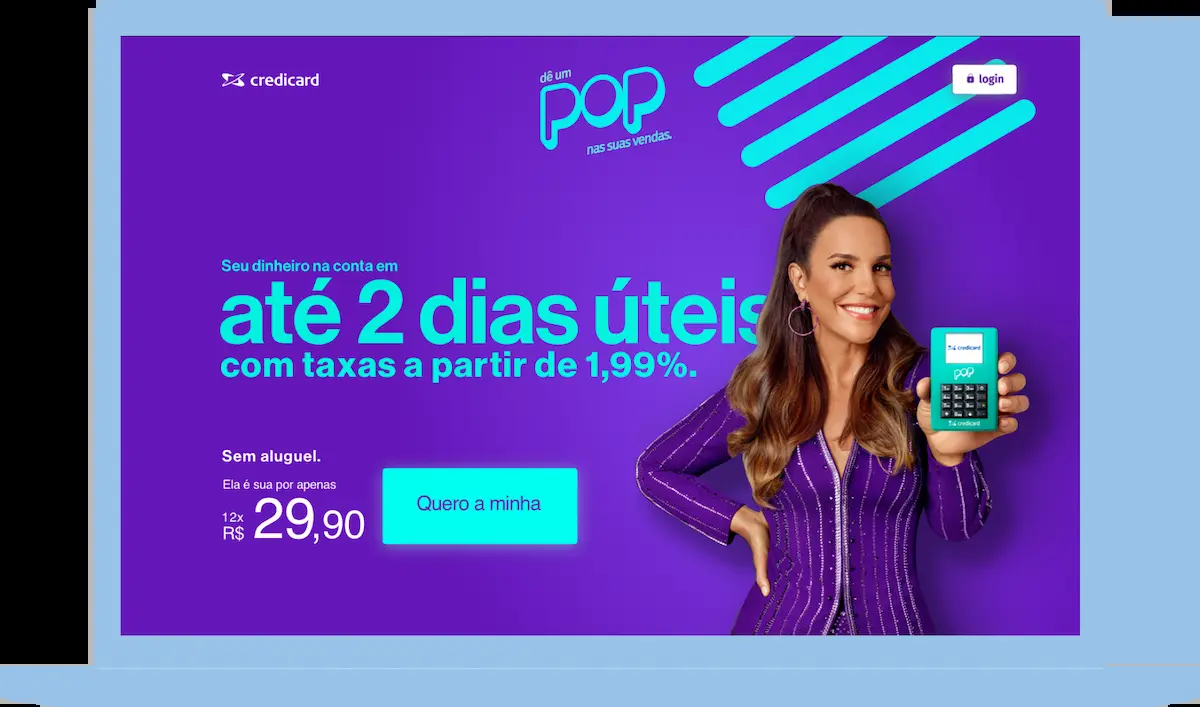 credicard
dê um
POP
nas suas vendas.
login
Seu dinheiro na conta em
até 2 dias úteis
com taxas a partir de 1,99%.
credicard
POP
credicard
Sem aluguel.
Ela é sua por apenas
12x
R$ 29,90
Quero a minha